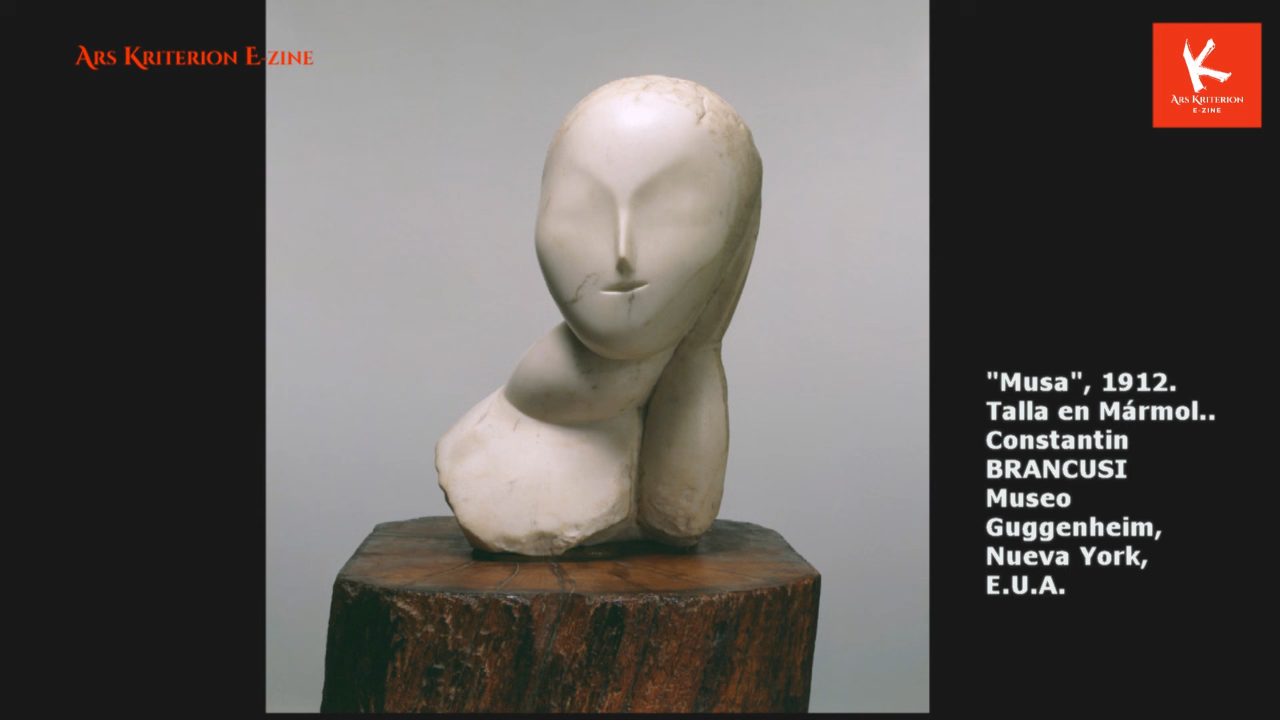 Ars Kriterion E-zine
K
Ars Kriterion
E-ZINE
"Musa", 1912.
Talla en Mármol..
Constantin
BRANCUSI
Museo
Guggenheim,
Nueva York,
E.U.A.